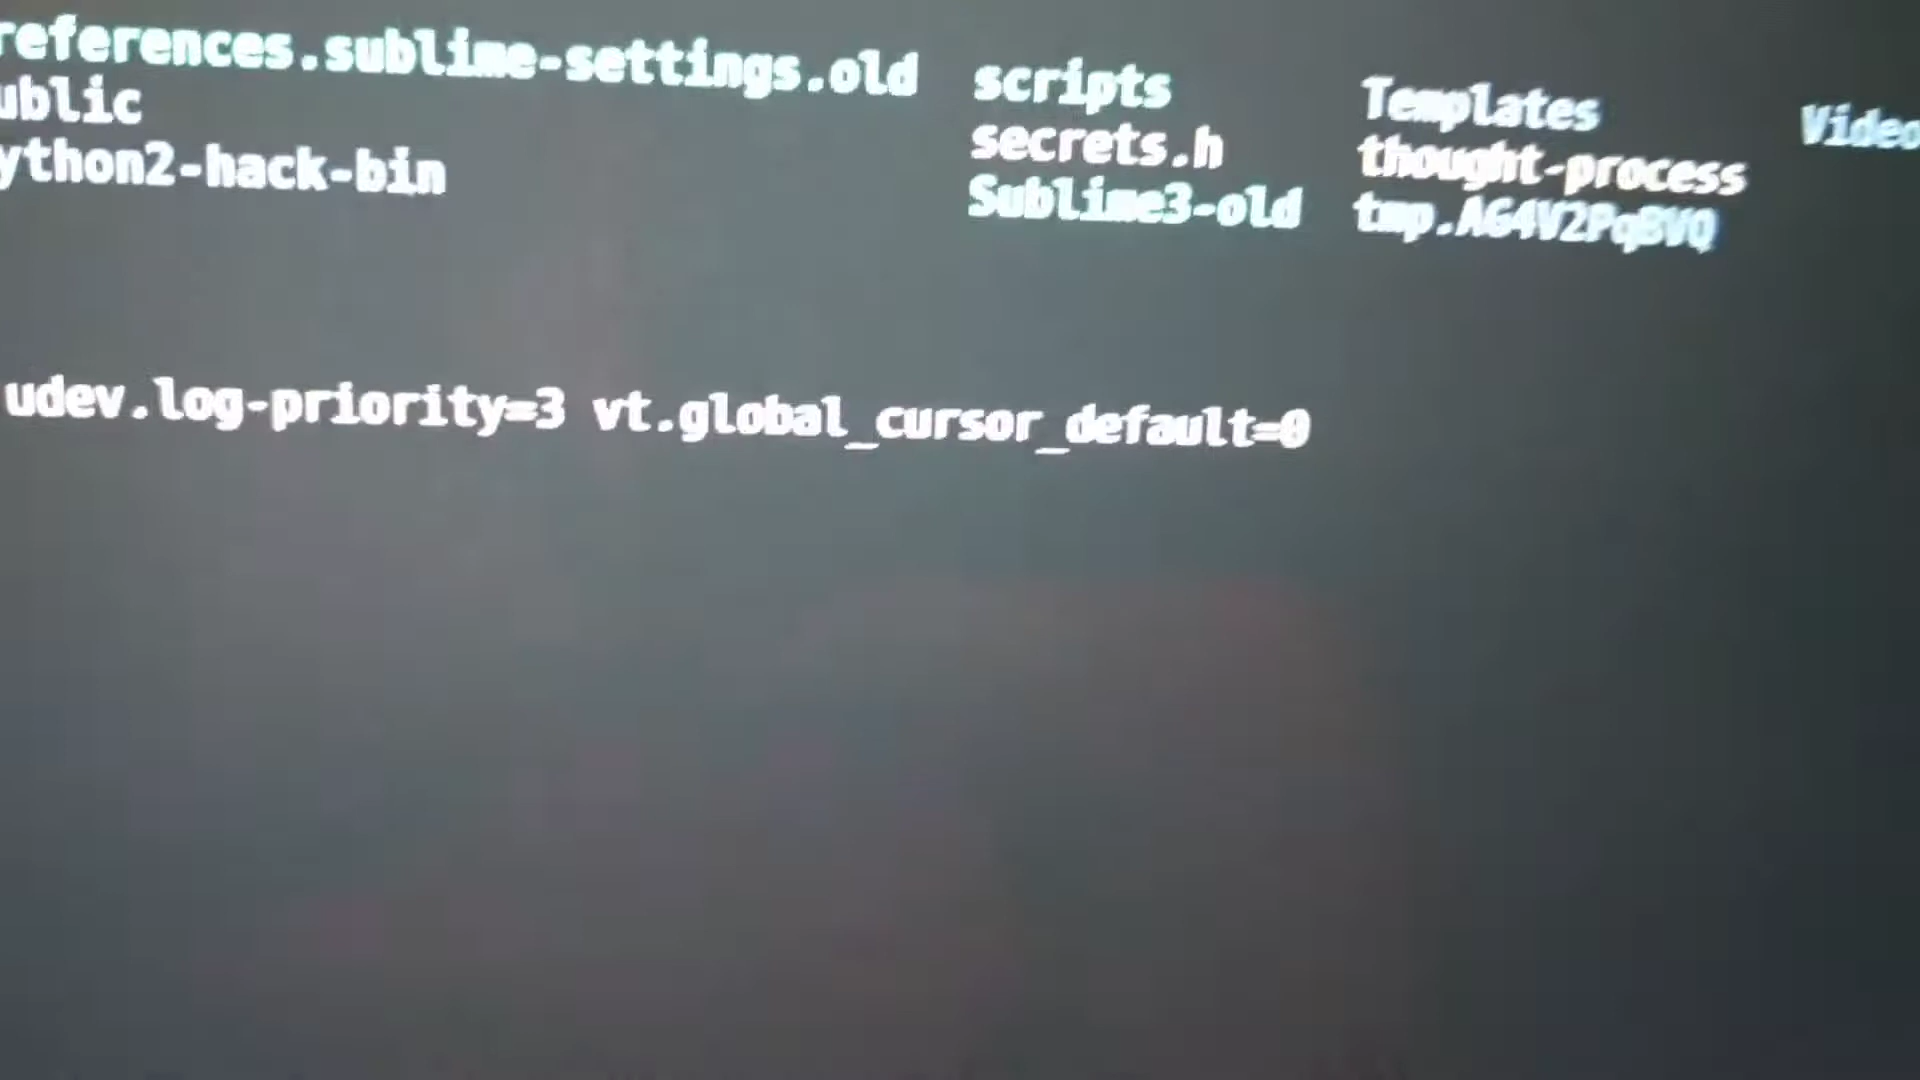 references.sublime-settings.old scripts Templates Video
ublic secrets.h thought-process
ython2-hack-bin Sublime3-old tmp.AG4V2PqBVQ
udev.log-priority=3 vt.global_cursor_default=0